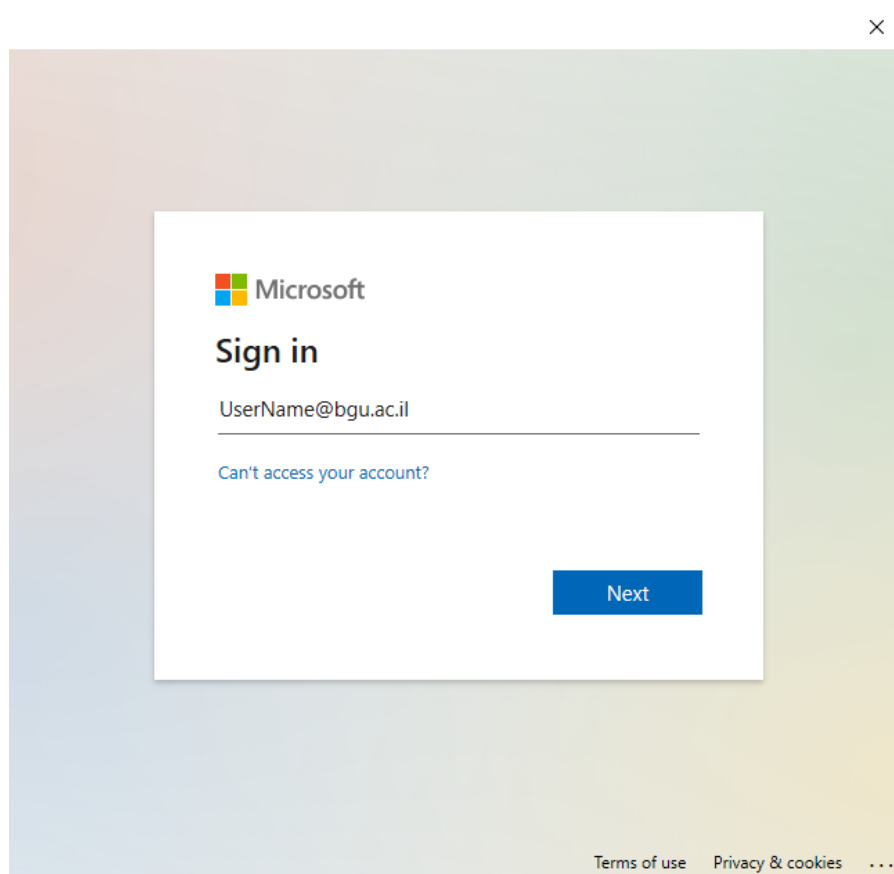 Microsoft
Sign in
UserName@bgu.ac.il
Can't access your account?
Next
Terms of use Privacy & cookies ...